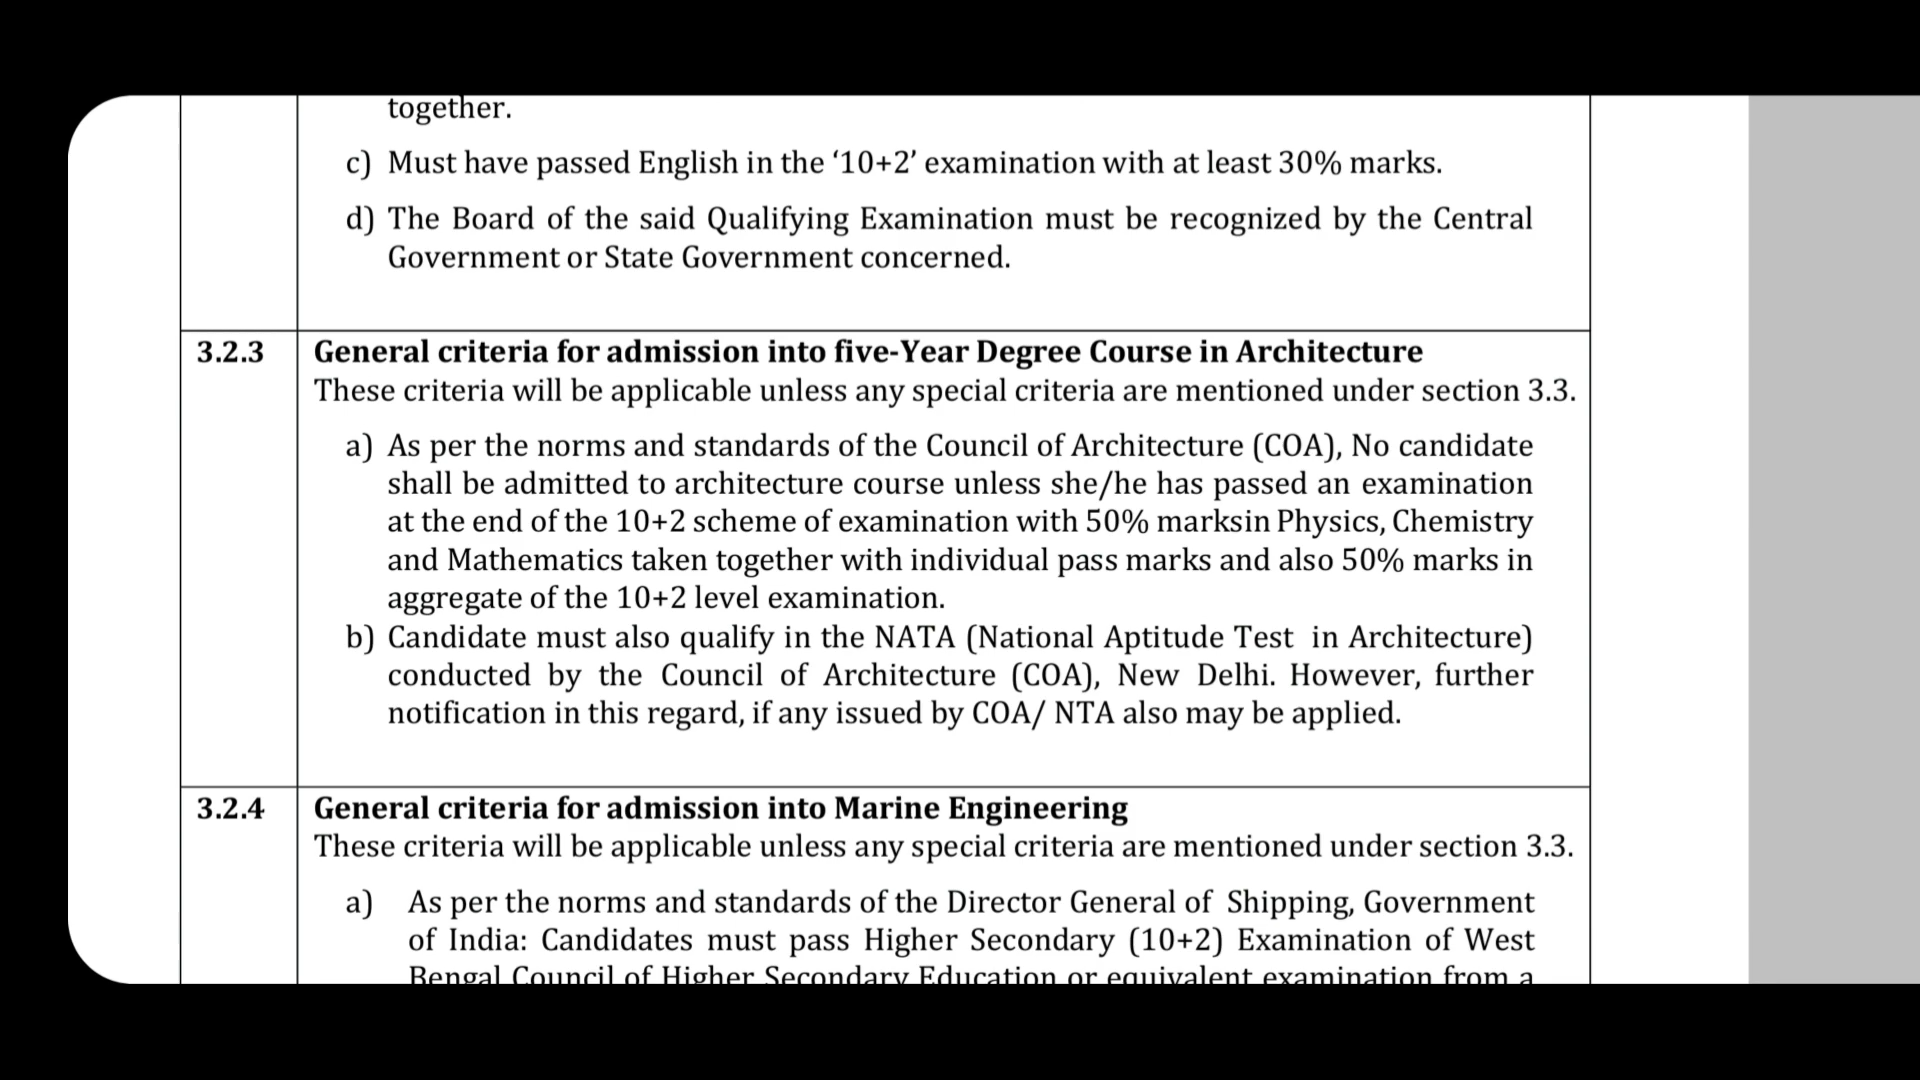 together.
c) Must have passed English in the ‘10+2’ examination with at least 30% marks.
d) The Board of the said Qualifying Examination must be recognized by the Central
Government or State Government concerned.
3.2.3 General criteria for admission into five-Year Degree Course in Architecture
These criteria will be applicable unless any special criteria are mentioned under section 3.3.
a) As per the norms and standards of the Council of Architecture (COA), No candidate
shall be admitted to architecture course unless she/he has passed an examination
at the end of the 10+2 scheme of examination with 50% marksin Physics, Chemistry
and Mathematics taken together with individual pass marks and also 50% marks in
aggregate of the 10+2 level examination.
b) Candidate must also qualify in the NATA (National Aptitude Test in Architecture)
conducted by the Council of Architecture (COA), New Delhi. However, further
notification in this regard, if any issued by COA/ NTA also may be applied.
3.2.4 General criteria for admission into Marine Engineering
These criteria will be applicable unless any special criteria are mentioned under section 3.3.
a) As per the norms and standards of the Director General of Shipping, Government
of India: Candidates must pass Higher Secondary (10+2) Examination of West
Bengal Council of Higher Secondary Education or equivalent examination from a